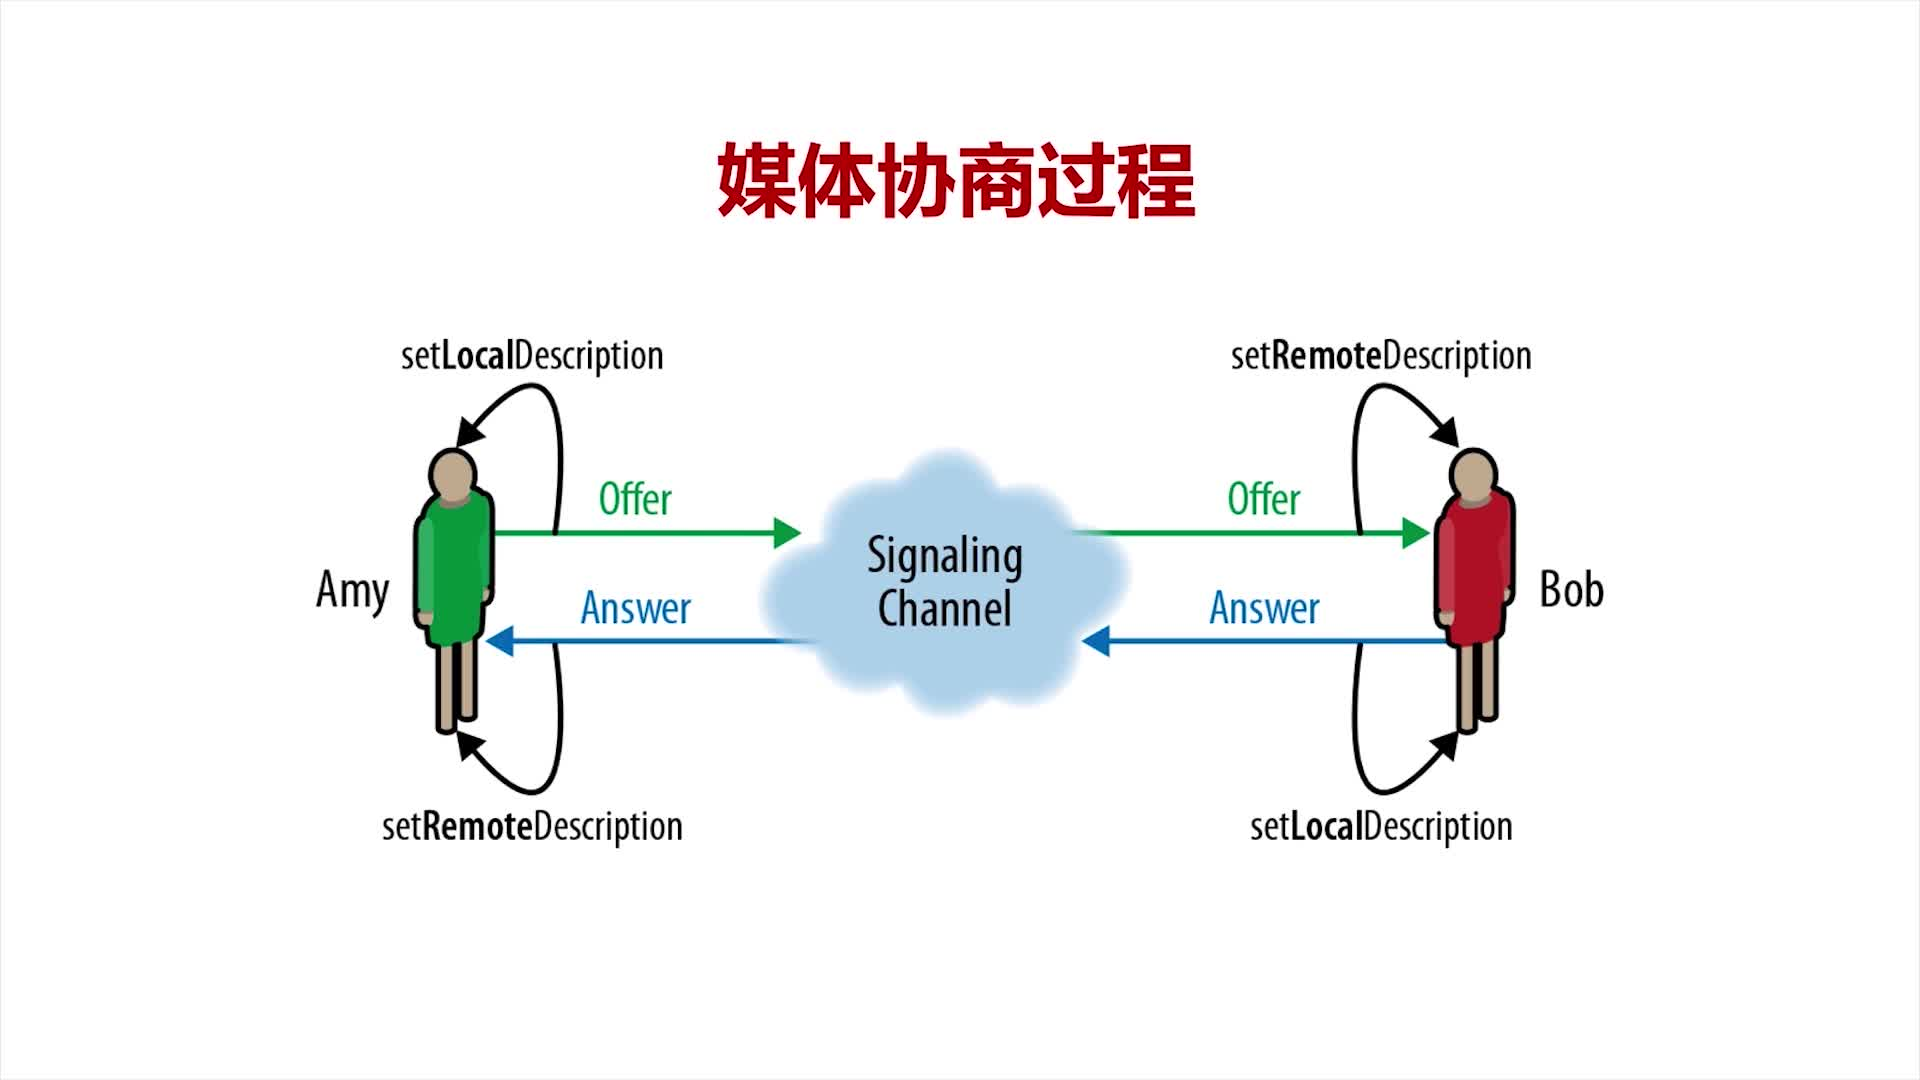 媒体协商过程
setLocalDescription
setRemoteDescription
Offer
Offer
Signaling
Channel
Amy
Bob
Answer
Answer
setRemoteDescription
setLocalDescription